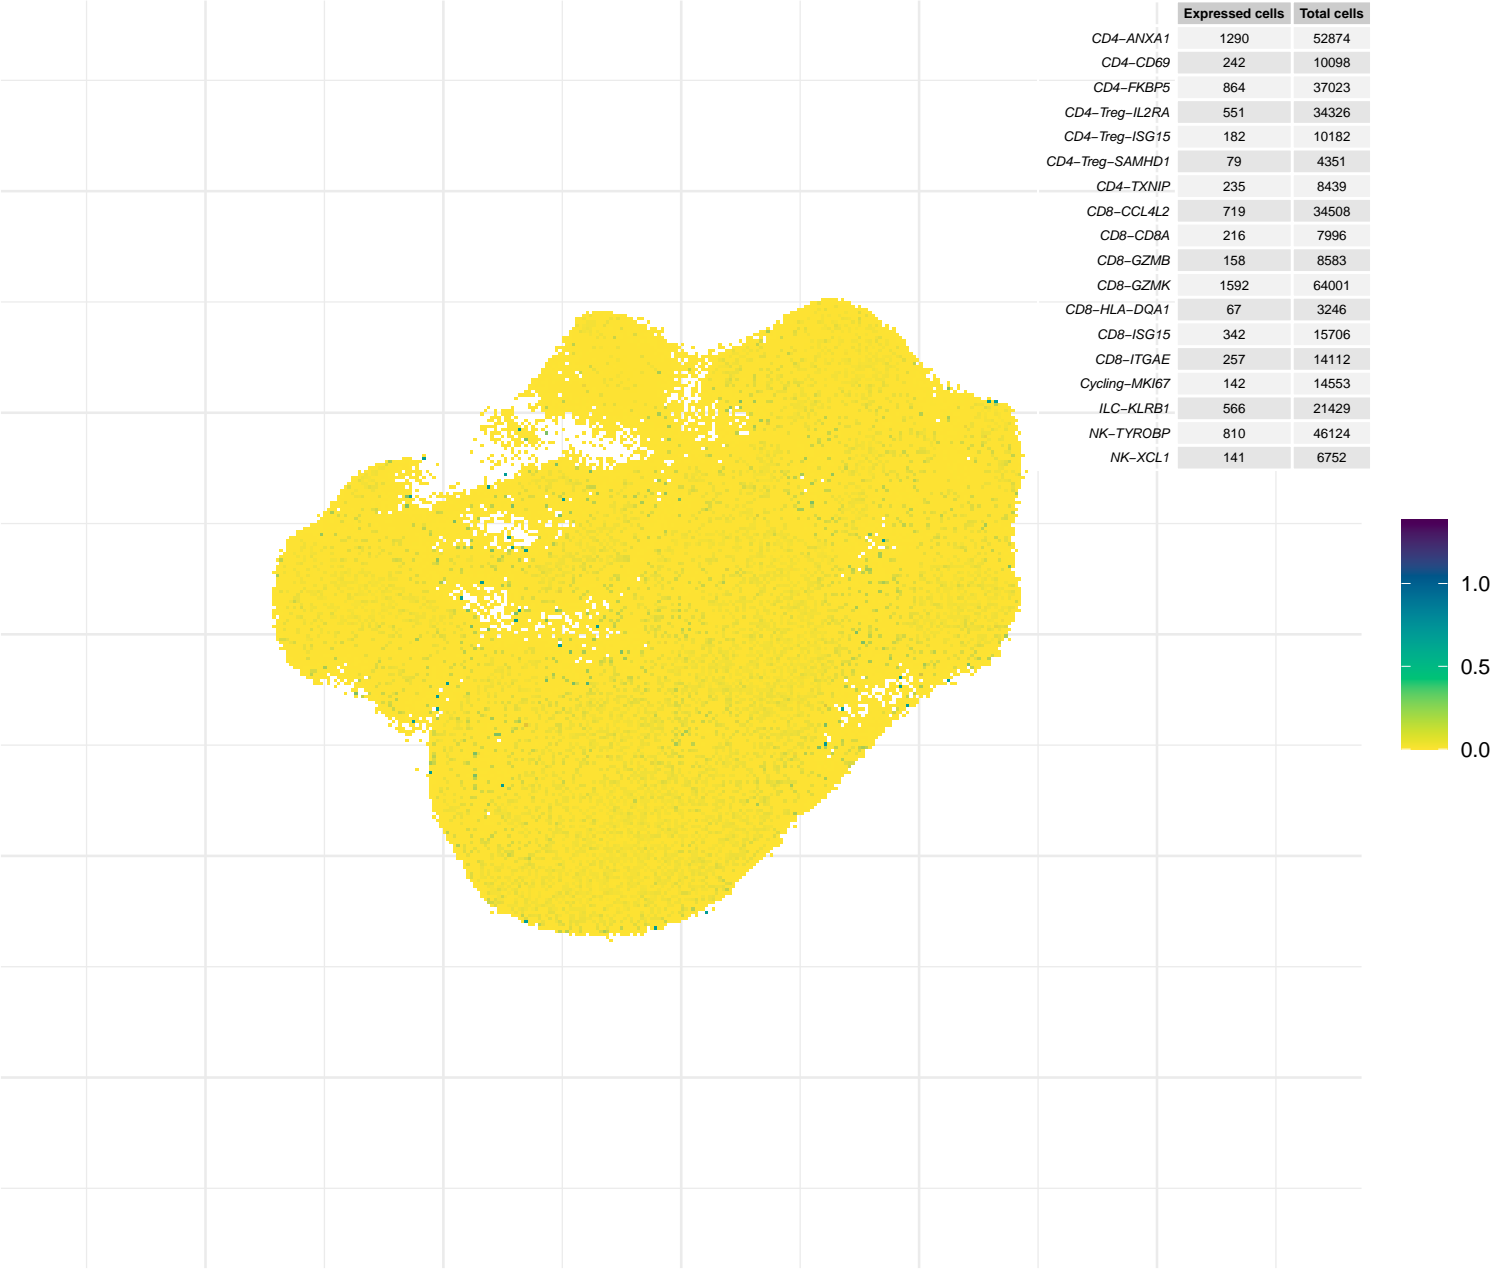 Expressed cells Total cells
CD4−ANXA1 1290 52874
CD4−CD69 242 10098
CD4−FKBP5 864 37023
CD4−Treg−IL2RA 551 34326
CD4−Treg−ISG15 182 10182
CD4−Treg−SAMHD1 79 4351
CD4−TXNIP 235 8439
CD8−CCL4L2 719 34508
CD8−CD8A 216 7996
CD8−GZMB 158 8583
CD8−GZMK 1592 64001
CD8−HLA−DQA1 67 3246
CD8−ISG15 342 15706
CD8−ITGAE 257 14112
Cycling−MKI67 142 14553
ILC−KLRB1 566 21429
NK−TYROBP 810 46124
NK−XCL1 141 6752
1.0
0.5
0.0